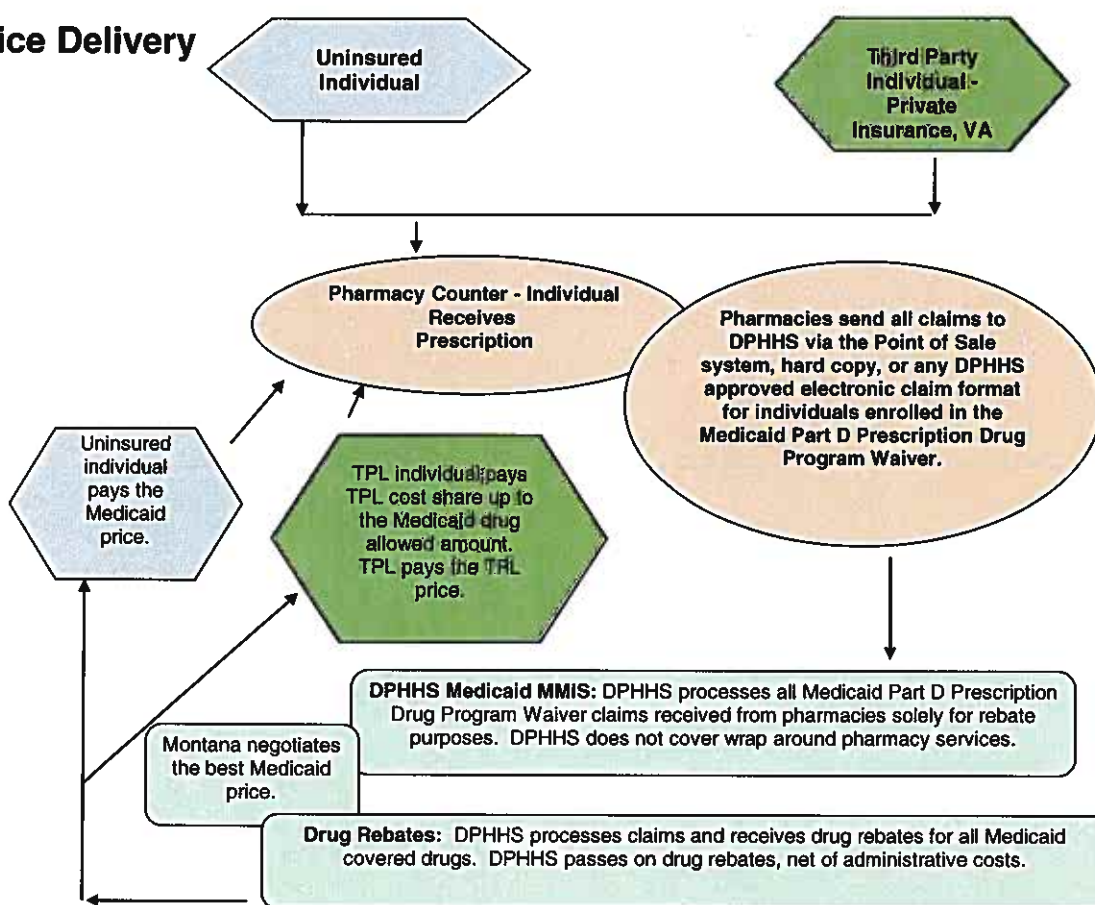 ice Delivery
Uninsured
Individual
Third Party
Individual -
Private
Insurance, VA
Pharmacy Counter - Individual
Receives
Prescription
Pharmacies send all claims to
DPHHS via the Point of Sale
system, hard copy, or any DPHHS
approved electronic claim format
for individuals enrolled in the
Medicaid Part D Prescription Drug
Program Waiver.
Uninsured
individual
pays the
Medicaid
price.
TPL individual pays
TPL cost share up to
the Medicaid drug
allowed amount.
TPL pays the TPL
price.
DPHHS Medicaid MMIS: DPHHS processes all Medicaid Part D Prescription
Drug Program Waiver claims received from pharmacies solely for rebate
purposes. DPHHS does not cover wrap around pharmacy services.
Montana negotiates
the best Medicaid
price.
Drug Rebates: DPHHS processes claims and receives drug rebates for all Medicaid
covered drugs. DPHHS passes on drug rebates, net of administrative costs.